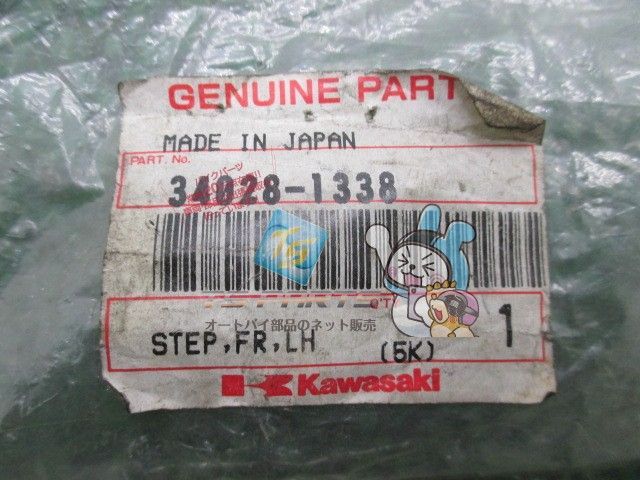 GENUINE PART
MADE IN JAPAN
PART. No.
34028-1338
オートバイ部品のネット販売
STEP,FR,LH (5K) 1
Kawasaki